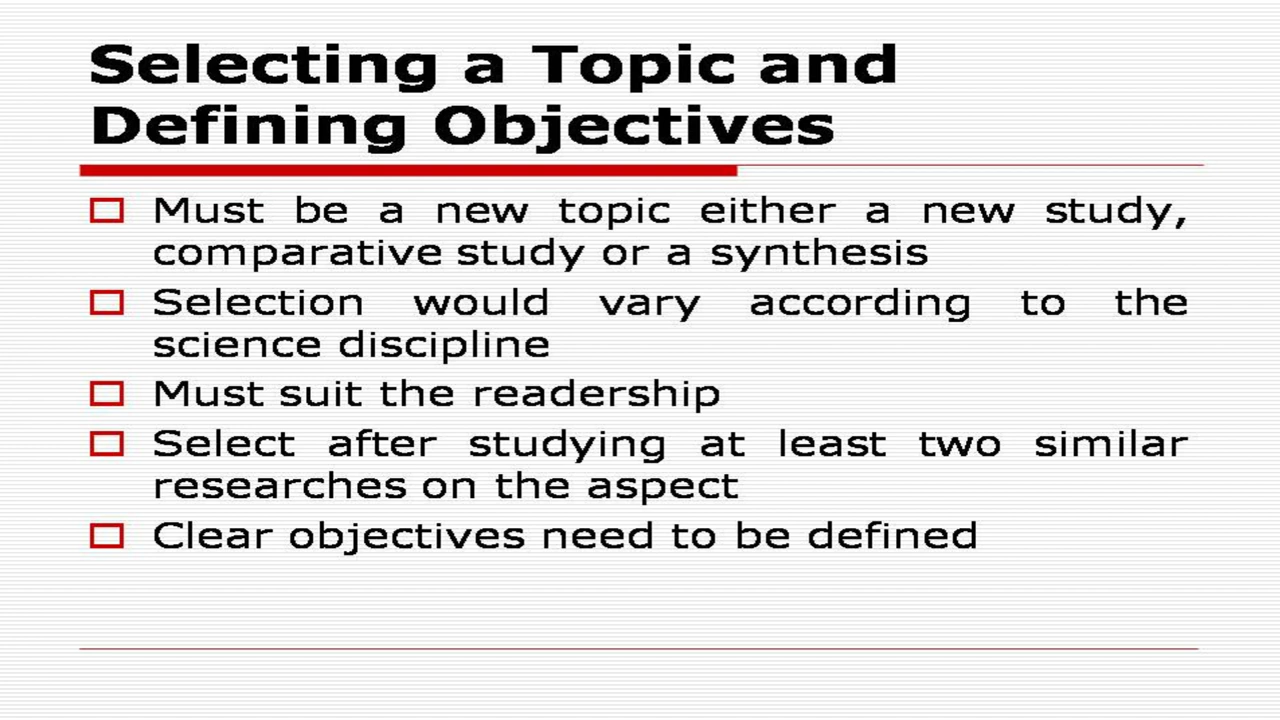 Selecting a Topic and
Defining Objectives
Must be a new topic either a new study,
comparative study or a synthesis
Selection would vary according to the
science discipline
Must suit the readership
Select after studying at least two similar
researches on the aspect
Clear objectives need to be defined